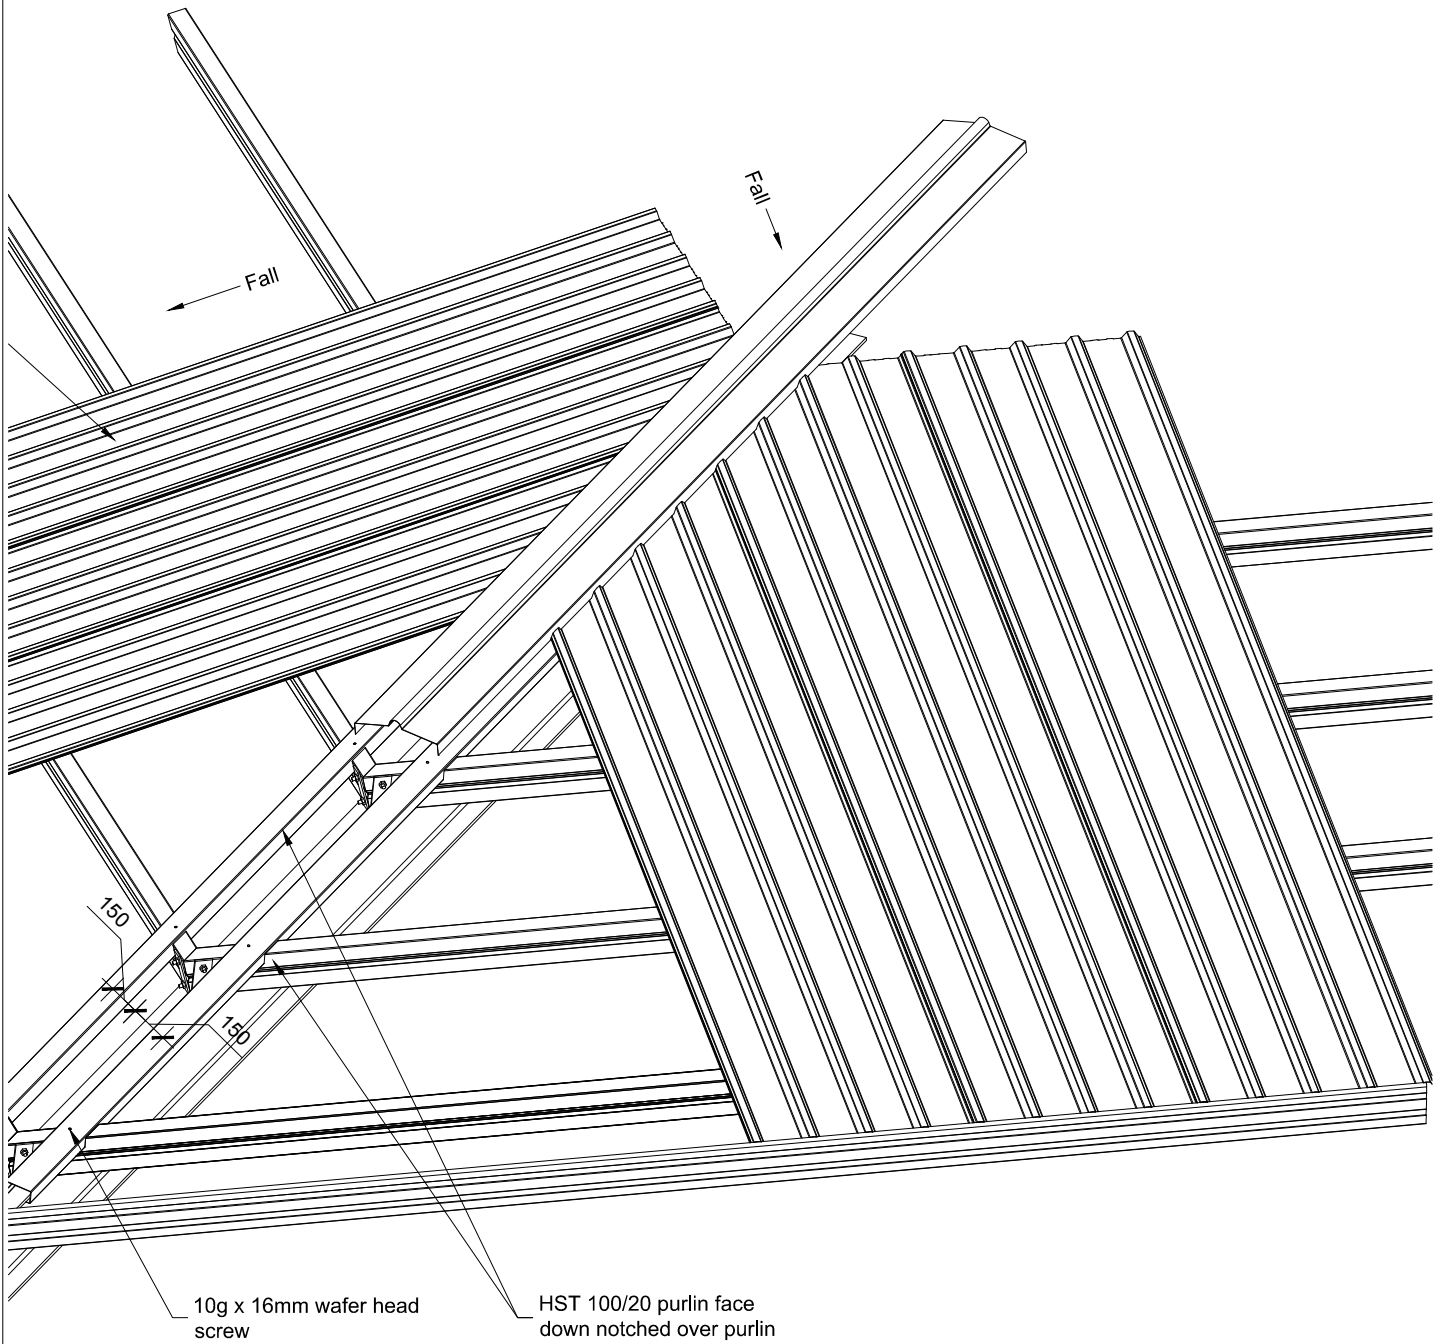 Fall
Fall
150
150
10g x 16mm wafer head
screw
HST 100/20 purlin face
down notched over purlin